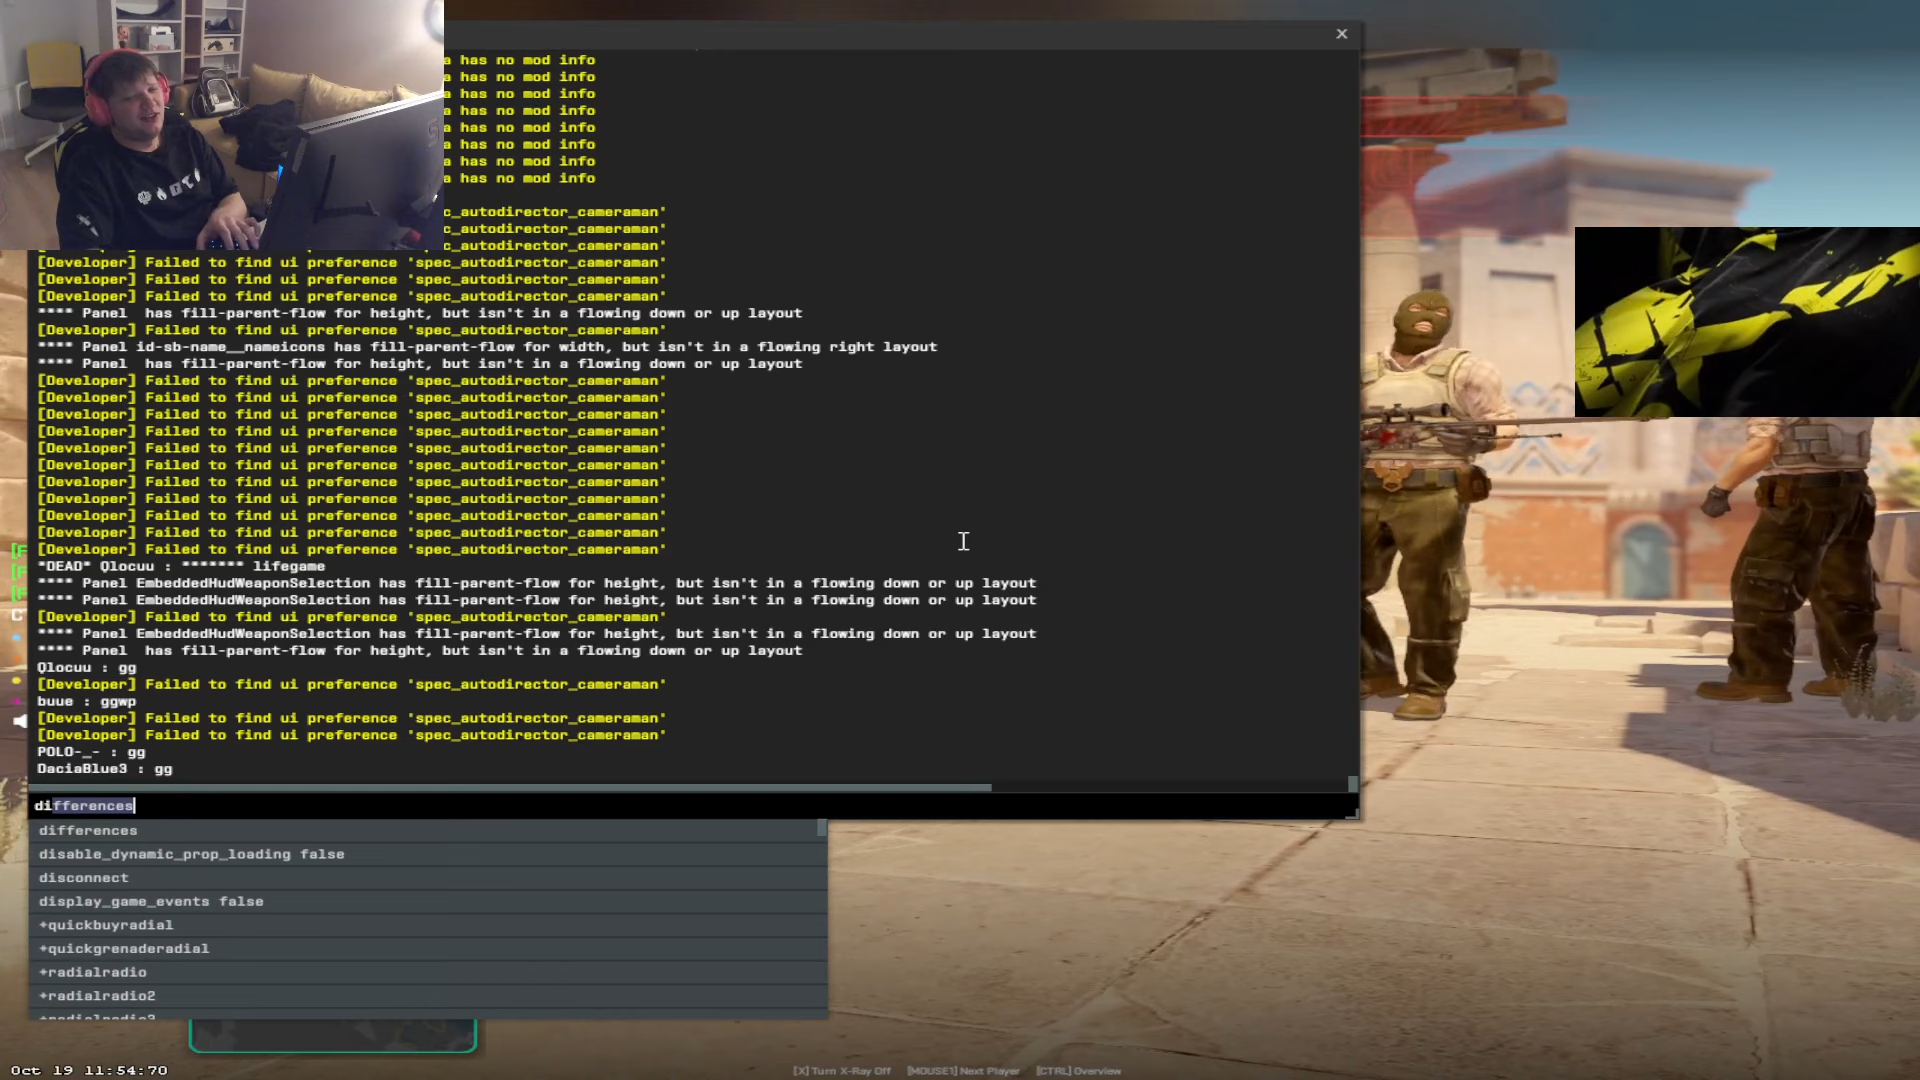 a has no mod info
a has no mod info
a has no mod info
a has no mod info
a has no mod info
a has no mod info
a has no mod info
a has no mod info
c_autodirector_cameraman'
c_autodirector_cameraman'
c_autodirector_cameraman'
[Developer] Failed to find ui preference 'spec_autodirector_cameraman'
[Developer] Failed to find ui preference 'spec_autodirector_cameraman'
[Developer] Failed to find ui preference 'spec_autodirector_cameraman'
**** Panel  has fill-parent-flow for height, but isn't in a flowing down or up layout
[Developer] Failed to find ui preference 'spec_autodirector_cameraman'
**** Panel id-sb-name__nameicons has fill-parent-flow for width, but isn't in a flowing right layout
**** Panel  has fill-parent-flow for height, but isn't in a flowing down or up layout
[Developer] Failed to find ui preference 'spec_autodirector_cameraman'
[Developer] Failed to find ui preference 'spec_autodirector_cameraman'
[Developer] Failed to find ui preference 'spec_autodirector_cameraman'
[Developer] Failed to find ui preference 'spec_autodirector_cameraman'
[Developer] Failed to find ui preference 'spec_autodirector_cameraman'
[Developer] Failed to find ui preference 'spec_autodirector_cameraman'
[Developer] Failed to find ui preference 'spec_autodirector_cameraman'
[Developer] Failed to find ui preference 'spec_autodirector_cameraman'
[Developer] Failed to find ui preference 'spec_autodirector_cameraman'
[Developer] Failed to find ui preference 'spec_autodirector_cameraman'
[Developer] Failed to find ui preference 'spec_autodirector_cameraman'
*DEAD* Qlocuu : ******* lifegame
**** Panel EmbeddedHudWeaponSelection has fill-parent-flow for height, but isn't in a flowing down or up layout
**** Panel EmbeddedHudWeaponSelection has fill-parent-flow for height, but isn't in a flowing down or up layout
[Developer] Failed to find ui preference 'spec_autodirector_cameraman'
**** Panel EmbeddedHudWeaponSelection has fill-parent-flow for height, but isn't in a flowing down or up layout
**** Panel  has fill-parent-flow for height, but isn't in a flowing down or up layout
Qlocuu : gg
[Developer] Failed to find ui preference 'spec_autodirector_cameraman'
buue : ggwp
[Developer] Failed to find ui preference 'spec_autodirector_cameraman'
[Developer] Failed to find ui preference 'spec_autodirector_cameraman'
POLO-_- : gg
DaciaBlue3 : gg
differences
differences
disable_dynamic_prop_loading false
disconnect
display_game_events false
+quickbuyradial
+quickgrenaderadial
+radialradio
+radialradio2
+radialradio3
Oct 19 11:54:70
[X] Turn X-Ray Off [MOUSE1] Next Player [CTRL] Overview